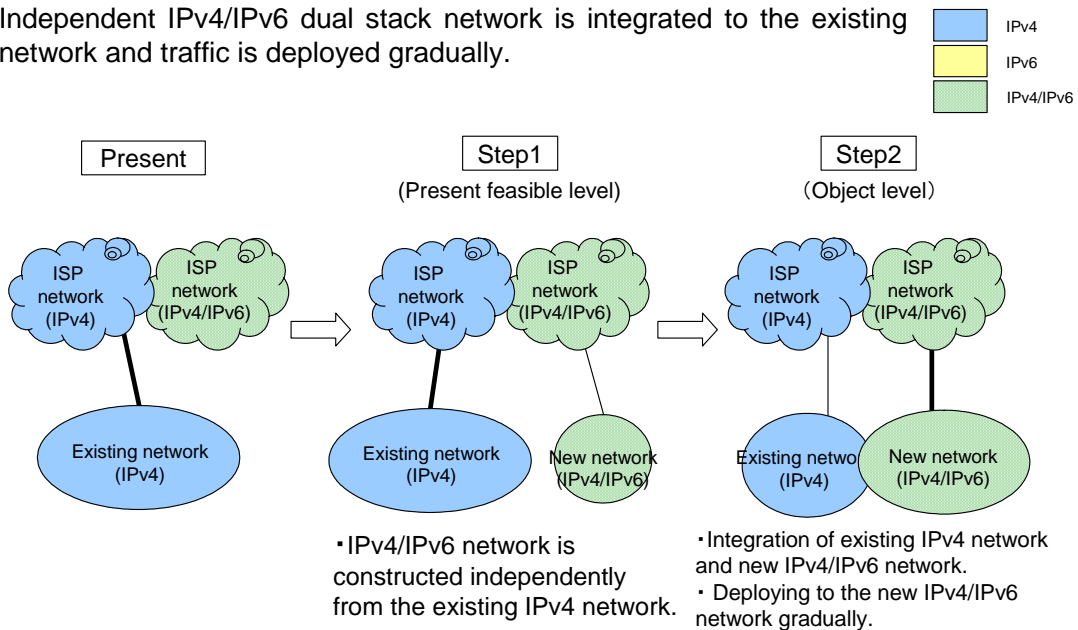 Independent IPv4/IPv6 dual stack network is integrated to the existing
network and traffic is deployed gradually.
IPv4
IPv6
IPv4/IPv6
Present
Step1
(Present feasible level)
Step2
（Object level）
ISP
network
(IPv4)
ISP
network
(IPv4/IPv6)
ISP
network
(IPv4)
ISP
network
(IPv4/IPv6)
ISP
network
(IPv4)
ISP
network
(IPv4/IPv6)
Existing network
(IPv4)
Existing network
(IPv4)
New network
(IPv4/IPv6)
Existing networ
(IPv4)
New network
(IPv4/IPv6)
・IPv4/IPv6 network is
constructed independently
from the existing IPv4 network.
・Integration of existing IPv4 network
and new IPv4/IPv6 network.
・ Deploying to the new IPv4/IPv6
network gradually.